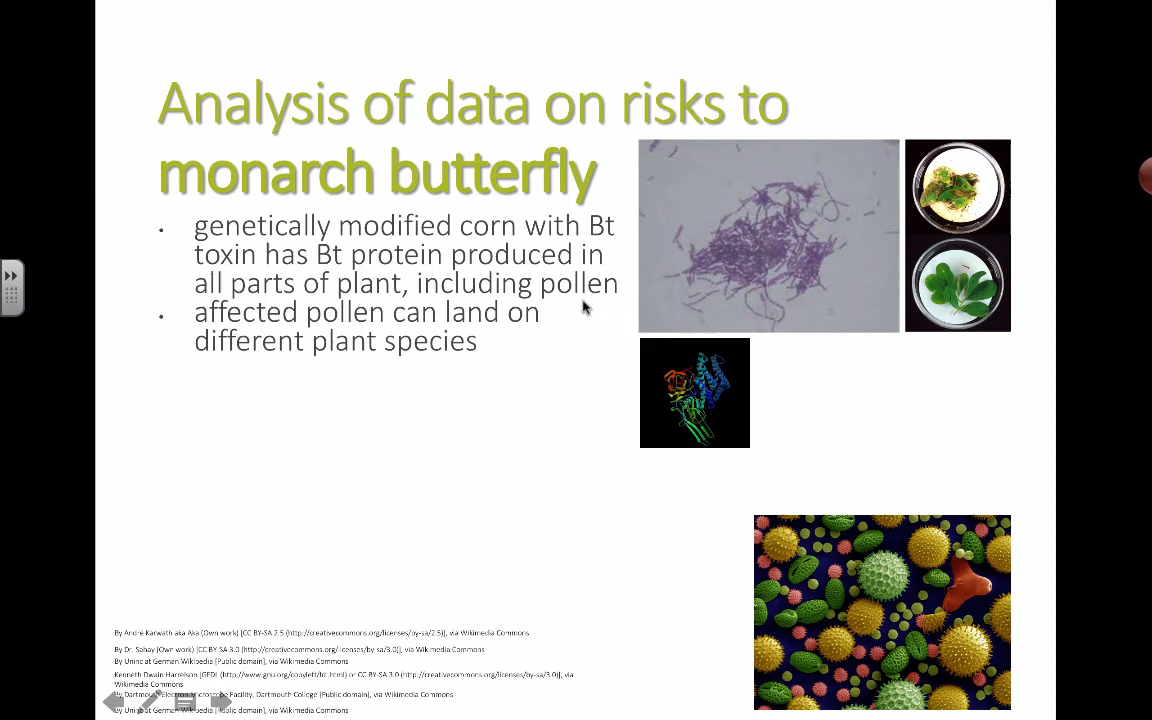 Analysis of data on risks to
monarch butterfly
• genetically modified corn with Bt
toxin has Bt protein produced in
all parts of plant, including pollen
• affected pollen can land on
different plant species
By André Karwath aka Aka (Own work) [CC BY-SA 2.5 (http://creativecommons.org/licenses/by-sa/2.5)], via Wikimedia Commons
By Dr. Sahay (Own work) [CC BY SA 3.0 (http://creativecommons.org/licenses/by sa/3.0)], via Wikimedia Commons
By Uninc at German Wikipedia [Public domain], via Wikimedia Commons
Kenneth Dwain Harrelson [GFDL (http://www.gnu.org/copyleft/fdl.html) or CC BY-SA 3.0 (http://creativecommons.org/licenses/by-sa/3.0)], via
Wikimedia Commons
By Dartmouth Electron Microscope Facility, Dartmouth College [Public domain], via Wikimedia Commons
at German [Public domain], via Wikimedia Commons